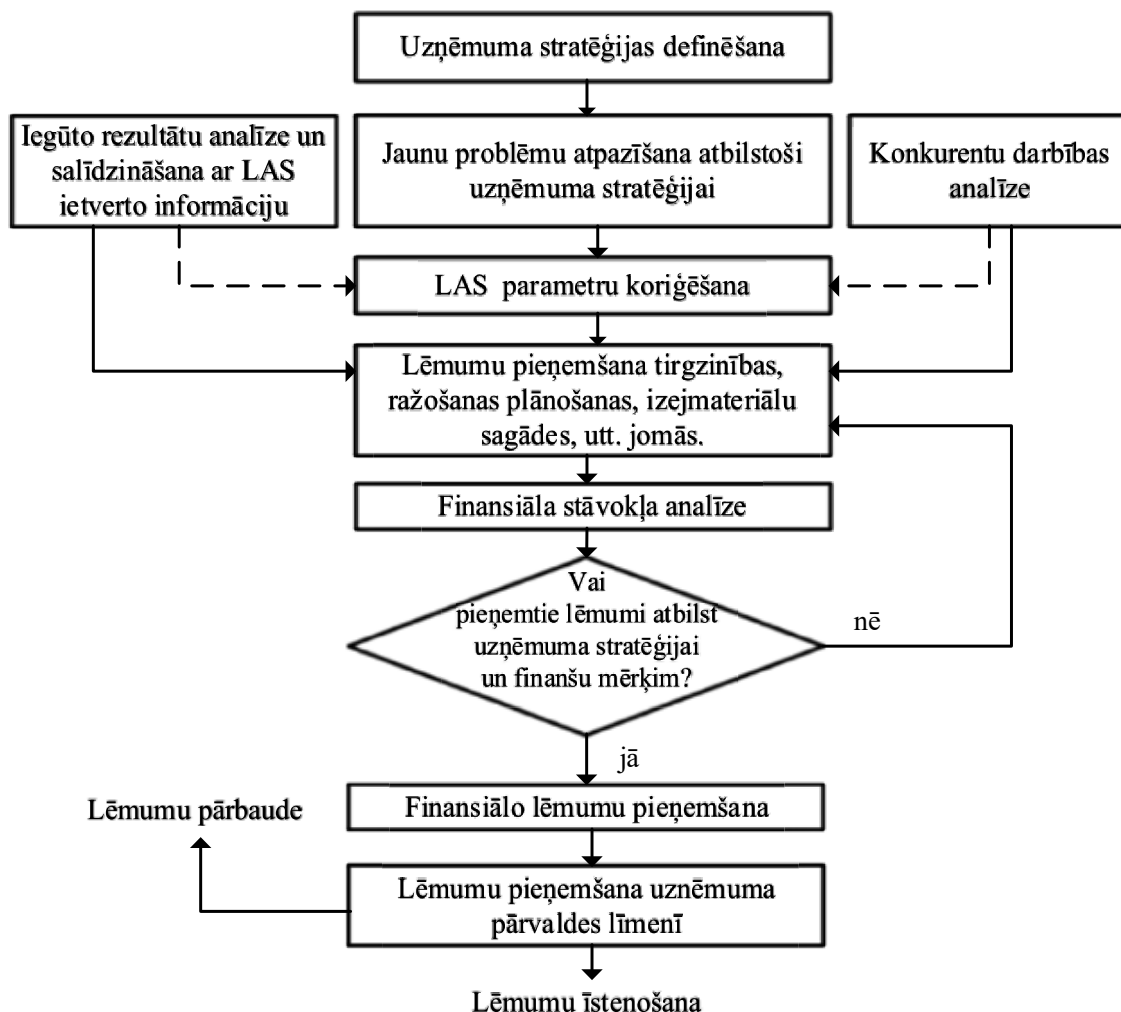 Uzņēmuma stratēģijas definēšana
Iegūto rezultātu analīze un
salīdzināšana ar LAS
ietverto informāciju
Jaunu problēmu atpazīšana atbilstoši
uzņēmuma stratēģijai
Konkurentu darbības
analīze
LAS parametru koriģēšana
Lēmumu pieņemšana tirgzinības,
ražošanas plānošanas, izejmateriālu
sagādes, utt. jomās.
Finansiāla stāvokļa analīze
Vai
pieņemtie lēmumi atbilst
uzņēmuma stratēģijai
un finanšu mērķim?
nē
jā
Finansiālo lēmumu pieņemšana
Lēmumu pārbaude
Lēmumu pieņemšana uznēmuma
pārvaldes līmenī
Lēmumu īstenošana